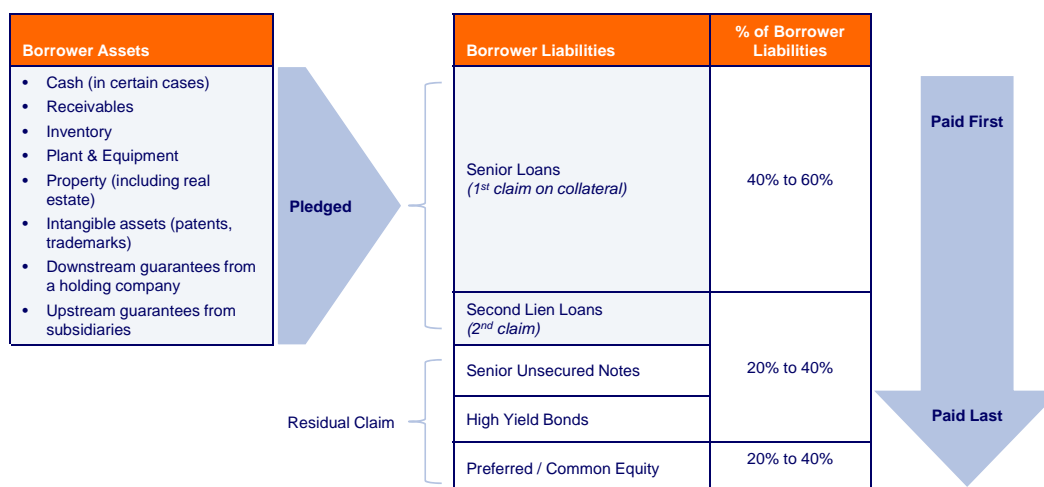 Borrower Assets
• Cash (in certain cases)
• Receivables
• Inventory
• Plant & Equipment
• Property (including real
estate)
• Intangible assets (patents,
trademarks)
• Downstream guarantees from
a holding company
• Upstream guarantees from
subsidiaries
Pledged
Residual Claim
Borrower Liabilities
% of Borrower
Liabilities
Senior Loans
(1st claim on collateral)
40% to 60%
Second Lien Loans
(2nd claim)
Senior Unsecured Notes
20% to 40%
High Yield Bonds
Preferred / Common Equity
20% to 40%
Paid First
Paid Last